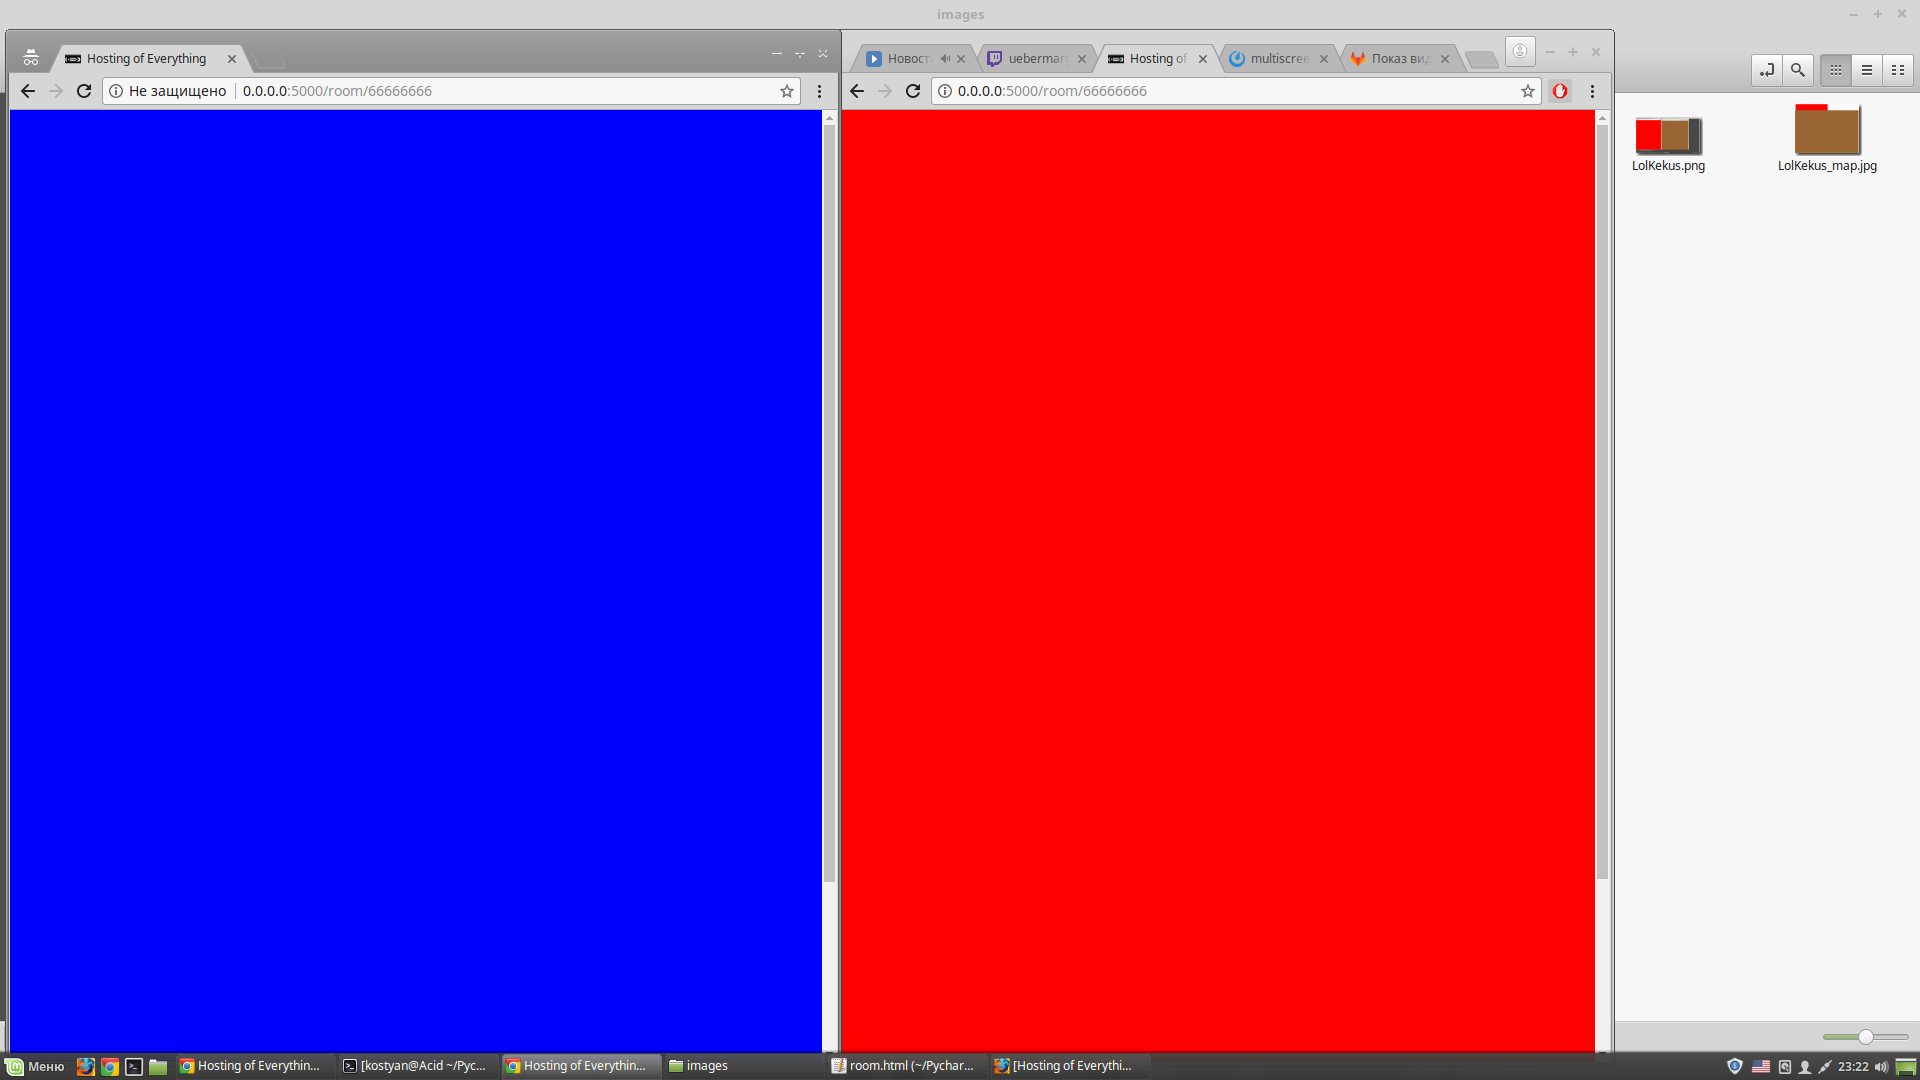 images
Hosting of Everything
Новост
uebermar
Hosting of
multiscree
Показ вид
Не защищено
0.0.0.0:5000/room/66666666
0.0.0.0:5000/room/66666666
LolKekus.png
LolKekus_map.jpg
Меню
Hosting of Everythin...
[kostyan@Acid ~/Pyc...
Hosting of Everythin...
images
room.html (~/Pychar...
[Hosting of Everythi...
23:22